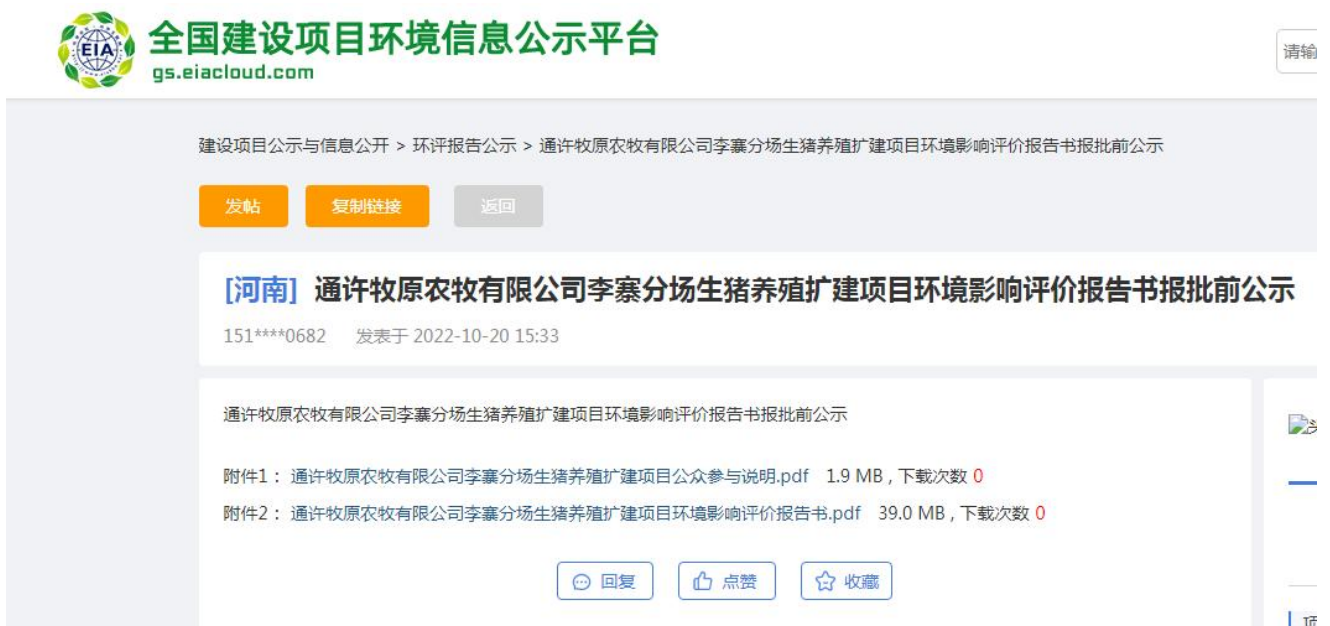 EIA
全国建设项目环境信息公示平台
gs.eiacloud.com
请输
建设项目公示与信息公开 > 环评报告公示 > 通许牧原农牧有限公司李寨分场生猪养殖扩建项目环境影响评价报告书报批前公示
发帖 复制链接 返回
[河南] 通许牧原农牧有限公司李寨分场生猪养殖扩建项目环境影响评价报告书报批前公示
151****0682 发表于 2022-10-20 15:33
通许牧原农牧有限公司李寨分场生猪养殖扩建项目环境影响评价报告书报批前公示
附件1： 通许牧原农牧有限公司李寨分场生猪养殖扩建项目公众参与说明.pdf 1.9 MB , 下载次数 0
附件2： 通许牧原农牧有限公司李寨分场生猪养殖扩建项目环境影响评价报告书.pdf 39.0 MB , 下载次数 0
回复 点赞 收藏